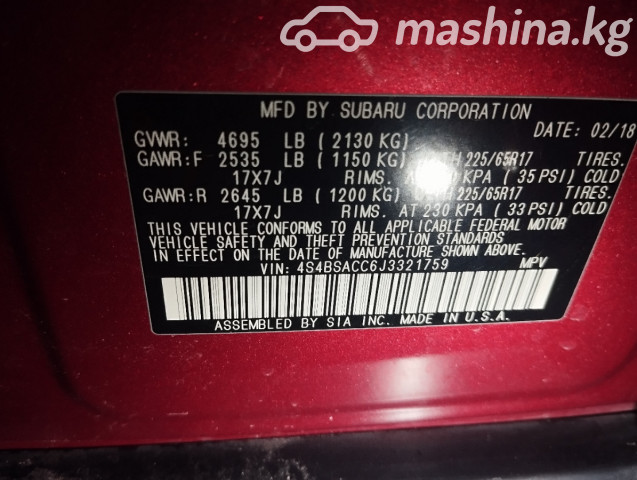 mashina.kg
MFD BY SUBARU CORPORATION
DATE: 02/18
GVWR: 4695 LB ( 2130 KG)
GAWR:F 2535 LB ( 1150 KG) 225/65R17 TIRES.
17X7J RIMS. AT KPA ( 35 PSI) COLD
GAWR:R 2645 LB ( 1200 KG) 225/65R17 TIRES.
17X7J RIMS. AT 230 KPA ( 33 PSI) COLD
THIS VEHICLE CONFORMS TO ALL APPLICABLE FEDERAL MOTOR
VEHICLE SAFETY AND THEFT PREVENTION STANDARDS
IN EFFECT ON THE DATE OF MANUFACTURE SHOWN ABOVE.
VIN: 4S4BSACC6J3321759 MPV
ASSEMBLED BY SIA INC. MADE IN U.S.A.